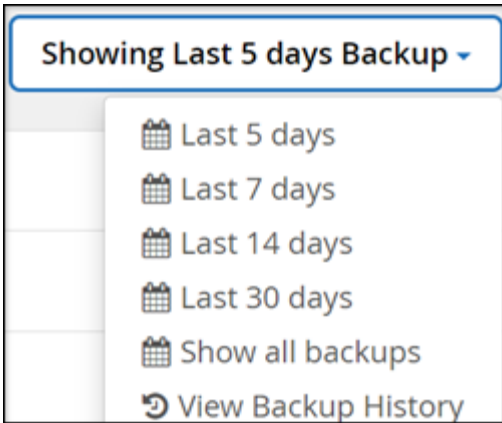 Showing Last 5 days Backup
Last 5 days
Last 7 days
Last 14 days
Last 30 days
Show all backups
View Backup History